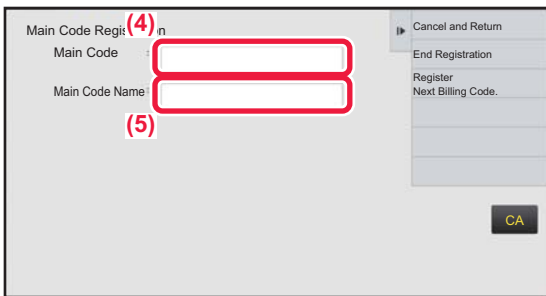 (4)
Main Code Registration
Main Code :
Main Code Name :
(5)
Cancel and Return
End Registration
Register
Next Billing Code.
CA